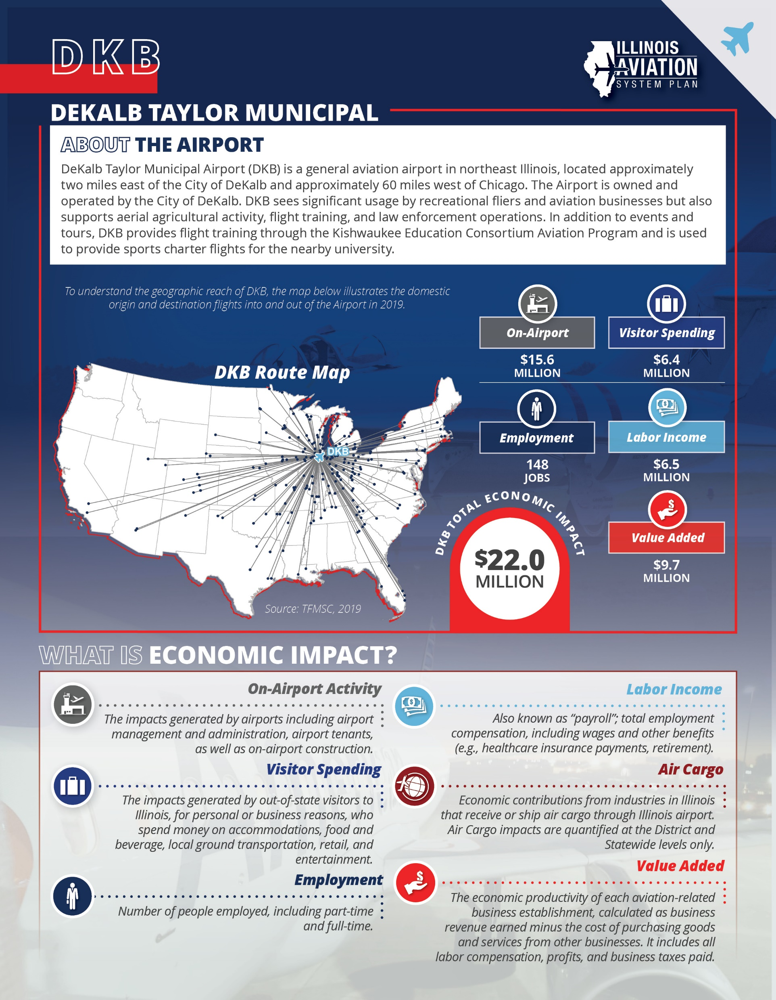 DKB
ILLINOIS
AVIATION
SYSTEM PLAN
DEKALB TAYLOR MUNICIPAL
ABOUT THE AIRPORT
DeKalb Taylor Municipal Airport (DKB) is a general aviation airport in northeast Illinois, located approximately
two miles east of the City of DeKalb and approximately 60 miles west of Chicago. The Airport is owned and
operated by the City of DeKalb. DKB sees significant usage by recreational fliers and aviation businesses but also
supports aerial agricultural activity, flight training, and law enforcement operations. In addition to events and
tours, DKB provides flight training through the Kishwaukee Education Consortium Aviation Program and is used
to provide sports charter flights for the nearby university.
To understand the geographic reach of DKB, the map below illustrates the domestic
origin and destination flights into and out of the Airport in 2019.
DKB Route Map
DKB
Source: TFMSC, 2019
On-Airport
$15.6
MILLION
Visitor Spending
$6.4
MILLION
Employment
148
JOBS
Labor Income
$6.5
MILLION
DKB TOTAL ECONOMIC IMPACT
$22.0
MILLION
Value Added
$9.7
MILLION
WHAT IS ECONOMIC IMPACT?
On-Airport Activity
The impacts generated by airports including airport
management and administration, airport tenants,
as well as on-airport construction.
Visitor Spending
The impacts generated by out-of-state visitors to
Illinois, for personal or business reasons, who
spend money on accommodations, food and
beverage, local ground transportation, retail, and
entertainment.
Employment
Number of people employed, including part-time
and full-time.
Labor Income
Also known as “payroll”; total employment
compensation, including wages and other benefits
(e.g., healthcare insurance payments, retirement).
Air Cargo
Economic contributions from industries in Illinois
that receive or ship air cargo through Illinois airport.
Air Cargo impacts are quantified at the District and
Statewide levels only.
Value Added
The economic productivity of each aviation-related
business establishment, calculated as business
revenue earned minus the cost of purchasing goods
and services from other businesses. It includes all
labor compensation, profits, and business taxes paid.